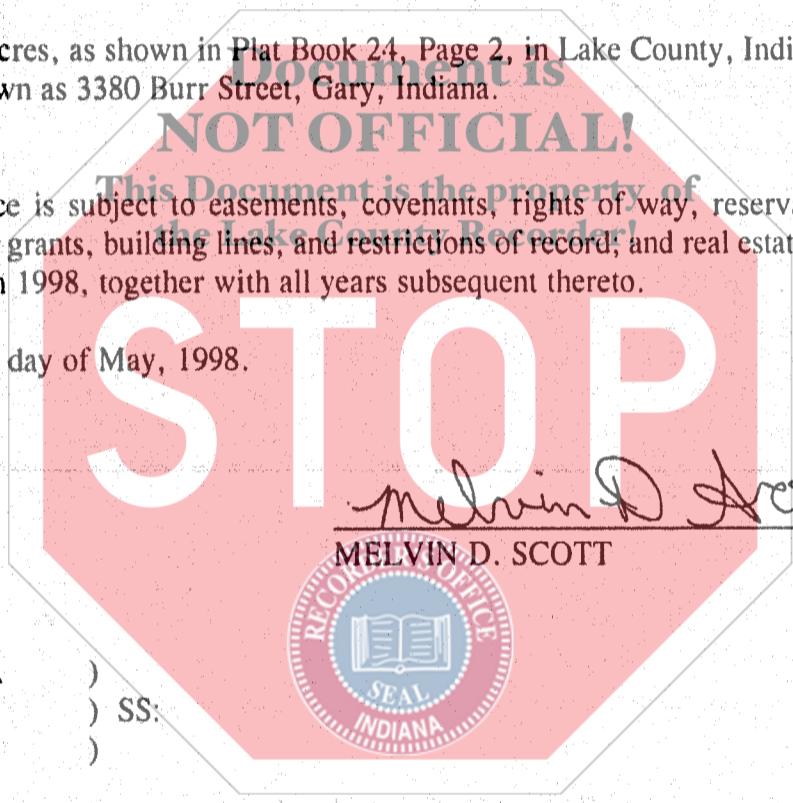 cres, as shown in Plat Book 24, Page 2, in Lake County, Indi
Document is
wn as 3380 Burr Street, Gary, Indiana.
NOT OFFICIAL!
This Document is the property of
ce is subject to easements, covenants, rights of way, reserv
the Lake County Recorder!
grants, building lines, and restrictions of record, and real estat
1998, together with all years subsequent thereto.
STOP
day of May, 1998.
Melvin D Sco
MELVIN D. SCOTT
RECORDER'S OFFICE
SEAL
INDIANA
)
) SS:
)